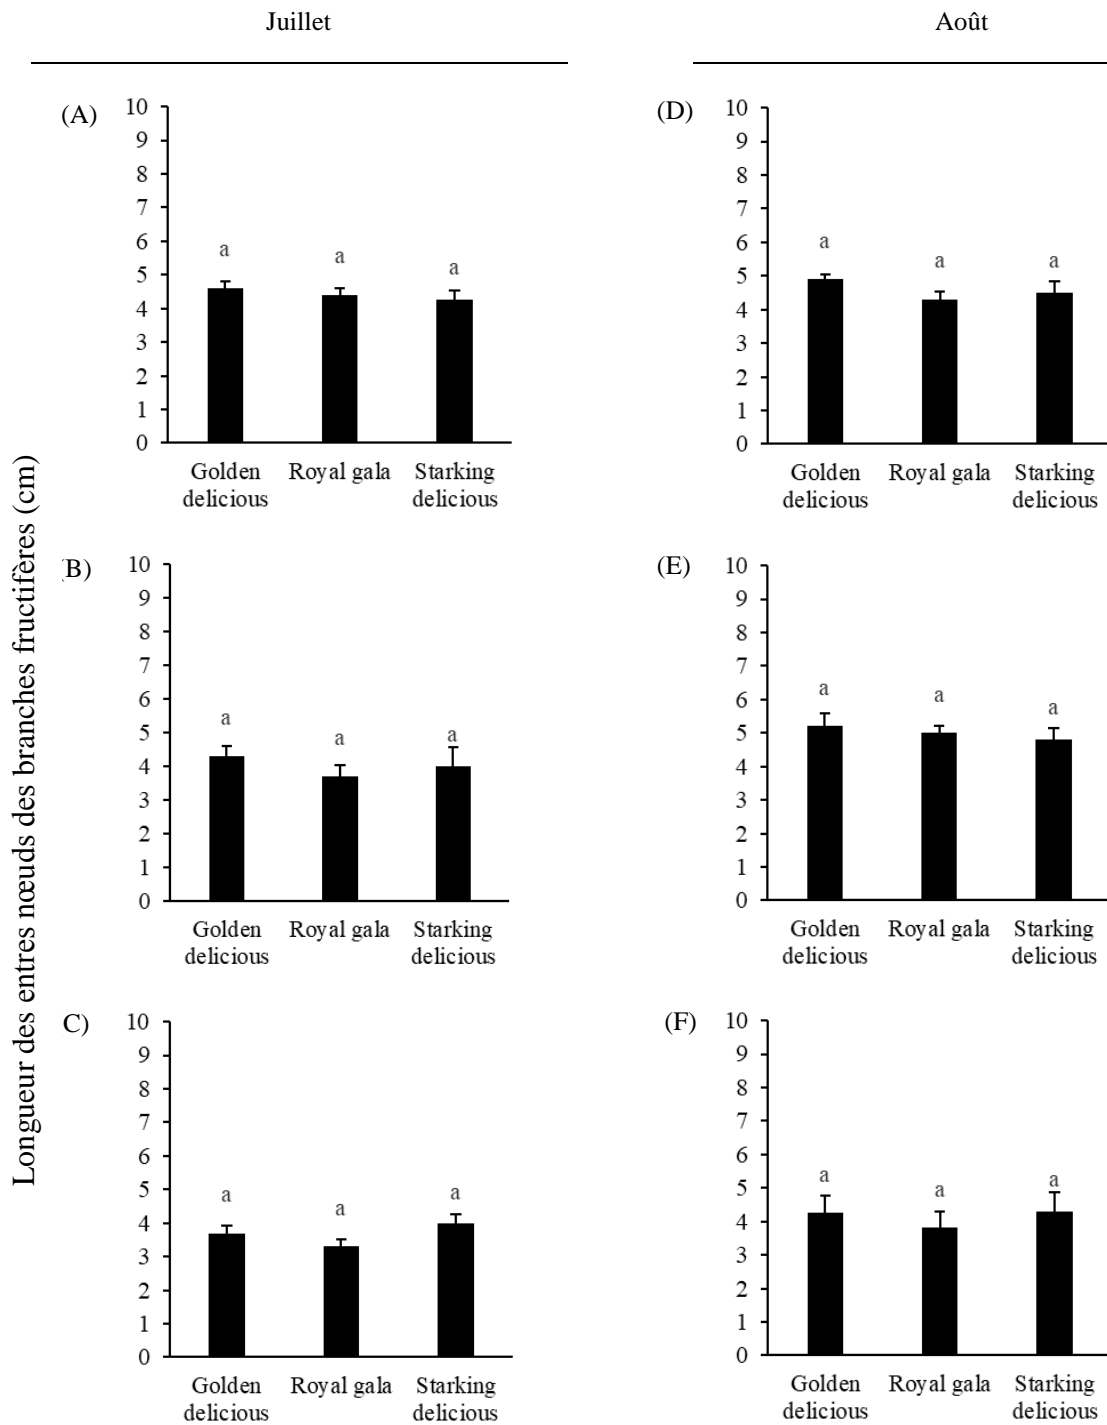 Juillet
Août
Longueur des entres nœuds des branches fructifères (cm)
(A)
10
9
8
7
6
5
4
3
2
1
0
a
a
a
Golden
delicious
Royal gala
Starking
delicious
(D)
10
9
8
7
6
5
4
3
2
1
0
a
a
a
Golden
delicious
Royal gala
Starking
delicious
(B)
10
9
8
7
6
5
4
3
2
1
0
a
a
a
Golden
delicious
Royal gala
Starking
delicious
(E)
10
9
8
7
6
5
4
3
2
1
0
a
a
a
Golden
delicious
Royal gala
Starking
delicious
C)
10
9
8
7
6
5
4
3
2
1
0
a
a
a
Golden
delicious
Royal gala
Starking
delicious
(F)
10
9
8
7
6
5
4
3
2
1
0
a
a
a
Golden
delicious
Royal gala
Starking
delicious